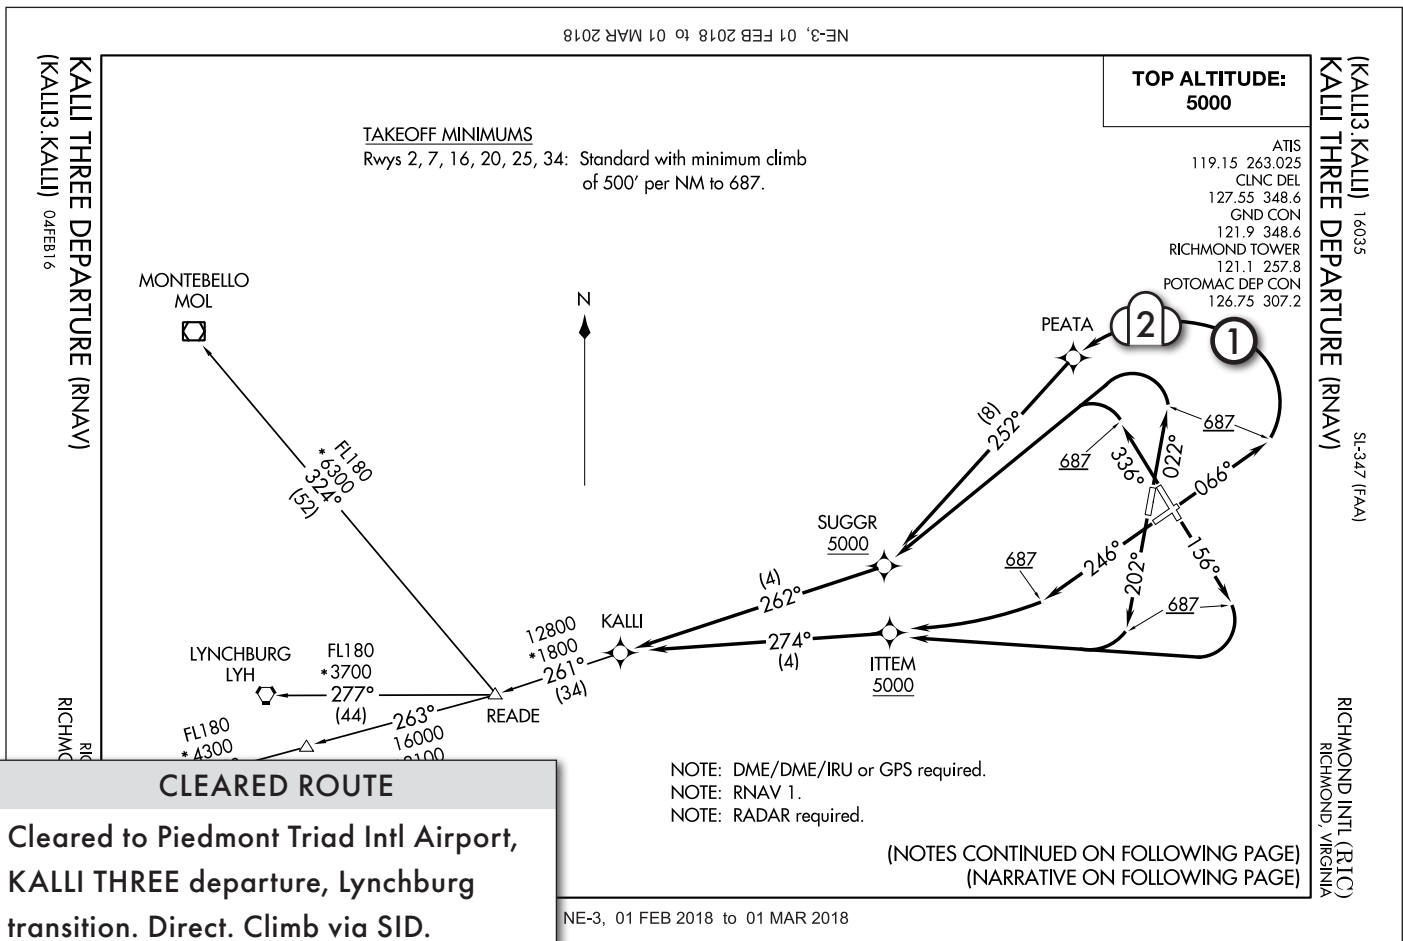 NE-3, 01 FEB 2018 to 01 MAR 2018
(KALLI3.KALLI) 04FEB16
KALLI THREE DEPARTURE (RNAV)
TOP ALTITUDE:
5000
(KALLI3.KALLI) 16035
KALLI THREE DEPARTURE (RNAV)
SL-347 (FAA)
TAKEOFF MINIMUMS
Rwys 2, 7, 16, 20, 25, 34: Standard with minimum climb
of 500' per NM to 687.
ATIS
119.15 263.025
CLNC DEL
127.55 348.6
GND CON
121.9 348.6
RICHMOND TOWER
121.1 257.8
POTOMAC DEP CON
126.75 307.2
MONTEBELLO
MOL
N
PEATA
2
1
(8)
252°
687
687
336°
022°
066°
FL180
*6300
324°
(52)
SUGGR
5000
246°
202°
156°
687
687
(4)
262°
KALLI
274°
(4)
ITTEM
5000
12800
*1800
261°
(34)
LYNCHBURG
LYH
FL180
*3700
277°
(44)
READE
263°
16000
FL180
*4300
RICHMO
RIC
RICHMOND INTL (RIC)
RICHMOND, VIRGINIA
NOTE: DME/DME/IRU or GPS required.
NOTE: RNAV 1.
NOTE: RADAR required.
(NOTES CONTINUED ON FOLLOWING PAGE)
(NARRATIVE ON FOLLOWING PAGE)
CLEARED ROUTE
Cleared to Piedmont Triad Intl Airport,
KALLI THREE departure, Lynchburg
transition. Direct. Climb via SID.
NE-3, 01 FEB 2018 to 01 MAR 2018